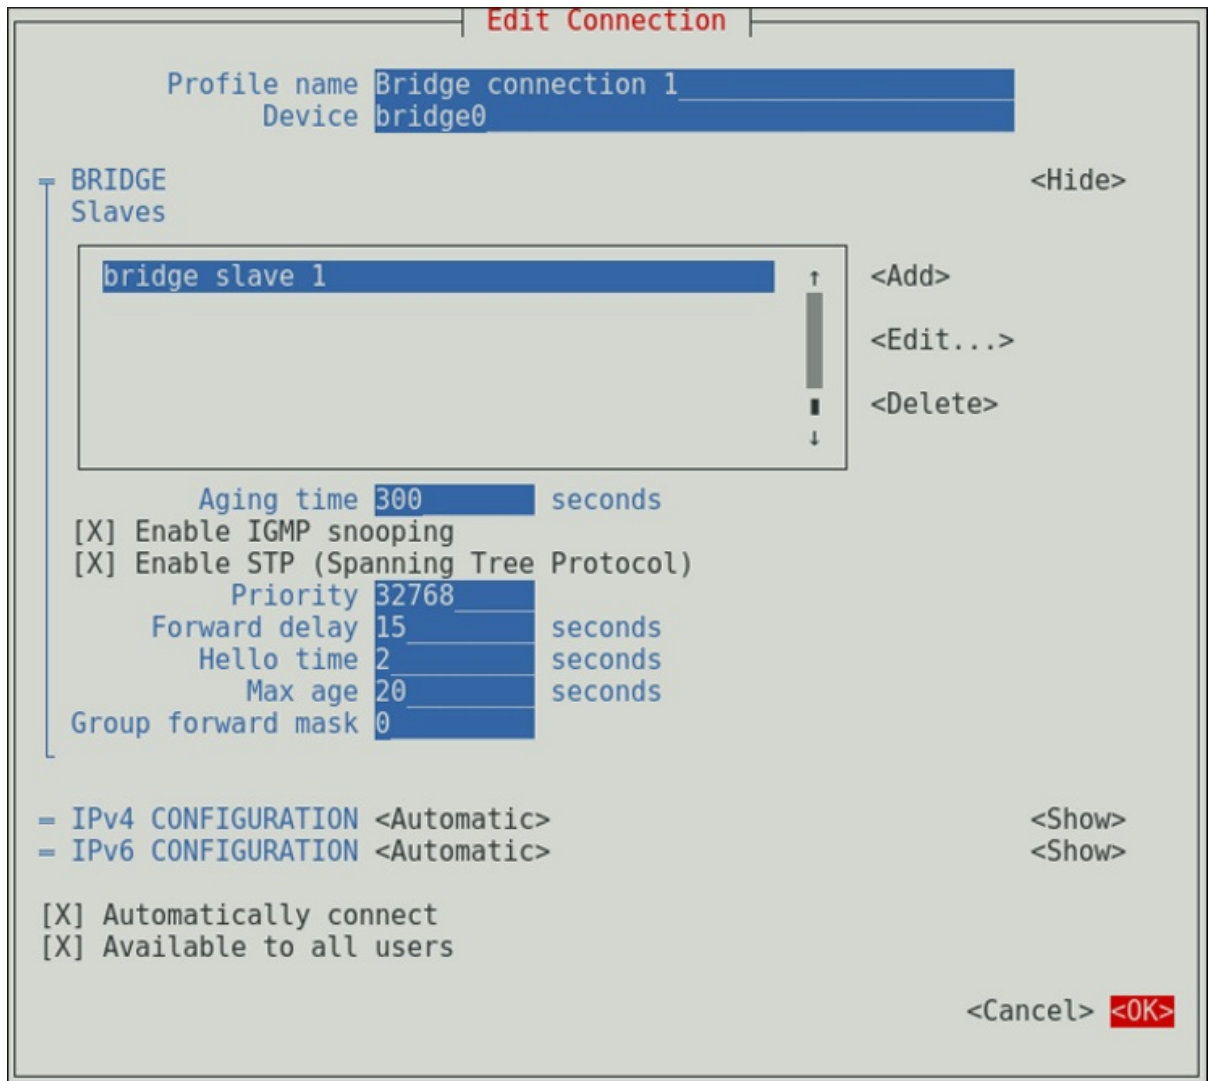 Edit Connection
Profile name Bridge connection 1
Device bridge0
BRIDGE <Hide>
Slaves
bridge slave 1 ↑ <Add>
<Edit...>
<Delete>
↓
Aging time 300 seconds
[X] Enable IGMP snooping
[X] Enable STP (Spanning Tree Protocol)
Priority 32768
Forward delay 15 seconds
Hello time 2 seconds
Max age 20 seconds
Group forward mask 0
= IPv4 CONFIGURATION <Automatic> <Show>
= IPv6 CONFIGURATION <Automatic> <Show>
[X] Automatically connect
[X] Available to all users
<Cancel> <OK>